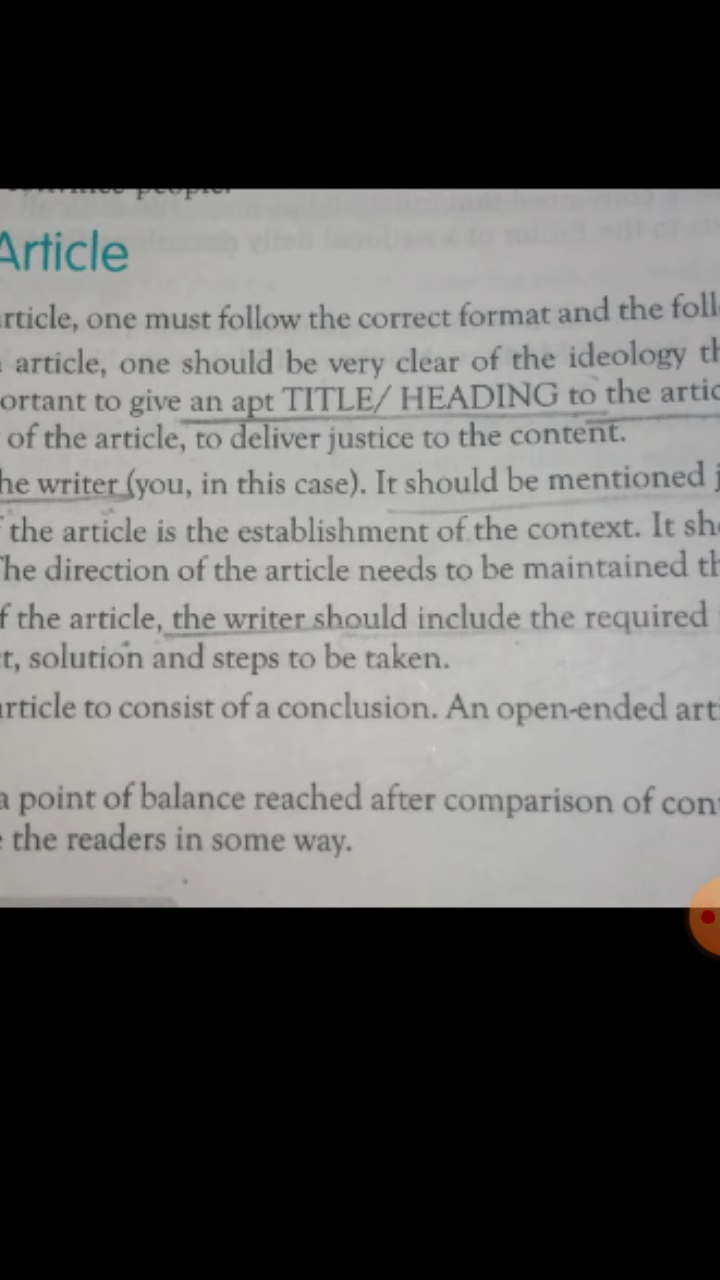 Article
article, one must follow the correct format and the foll
article, one should be very clear of the ideology th
ortant to give an apt TITLE/ HEADING to the artic
of the article, to deliver justice to the content.
he writer (you, in this case). It should be mentioned j
the article is the establishment of the context. It sh
he direction of the article needs to be maintained th
f the article, the writer should include the required
t, solution and steps to be taken.
article to consist of a conclusion. An open-ended art
a point of balance reached after comparison of con
the readers in some way.